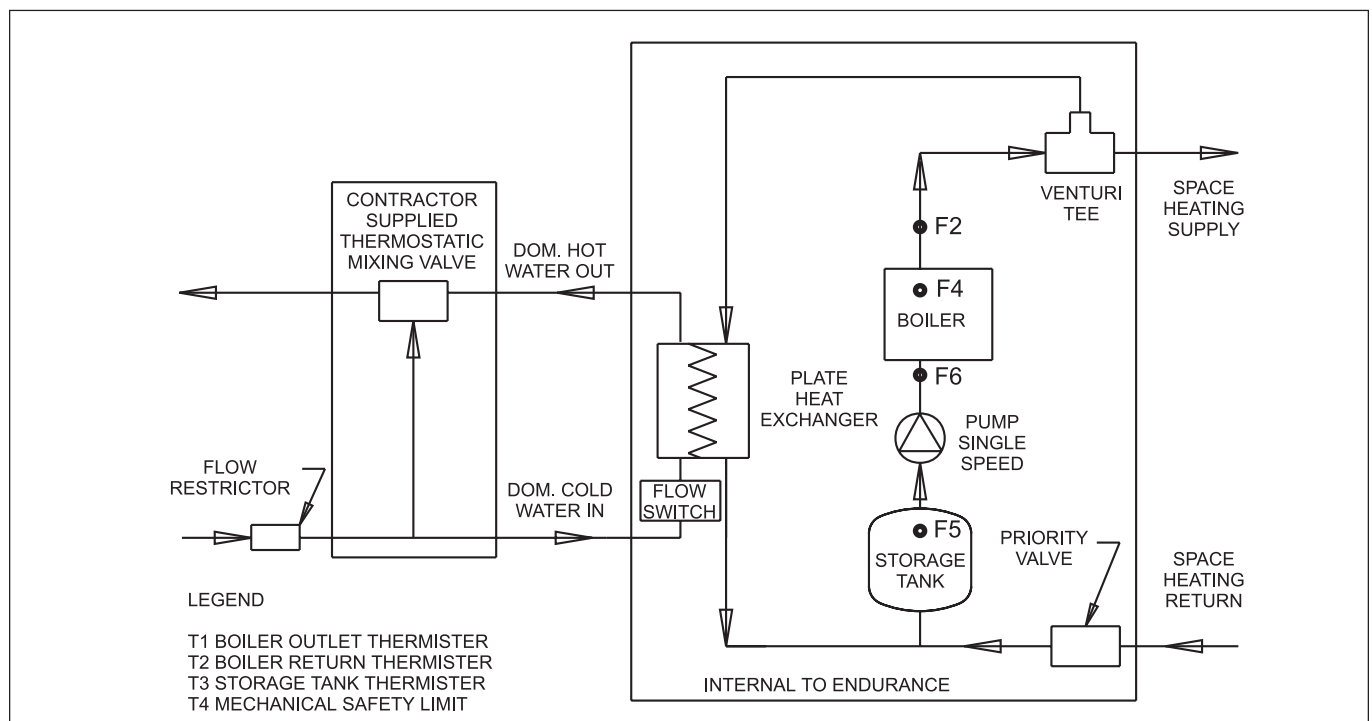 CONTRACTOR
SUPPLIED
THERMOSTATIC
MIXING VALVE
DOM. HOT
WATER OUT
VENTURI
TEE
SPACE
HEATING
SUPPLY
F2
F4
BOILER
F6
PLATE
HEAT
EXCHANGER
PUMP
SINGLE
SPEED
FLOW
RESTRICTOR
DOM. COLD
WATER IN
FLOW
SWITCH
F5
STORAGE
TANK
PRIORITY
VALVE
SPACE
HEATING
RETURN
LEGEND
T1 BOILER OUTLET THERMISTER
T2 BOILER RETURN THERMISTER
T3 STORAGE TANK THERMISTER
T4 MECHANICAL SAFETY LIMIT
INTERNAL TO ENDURANCE